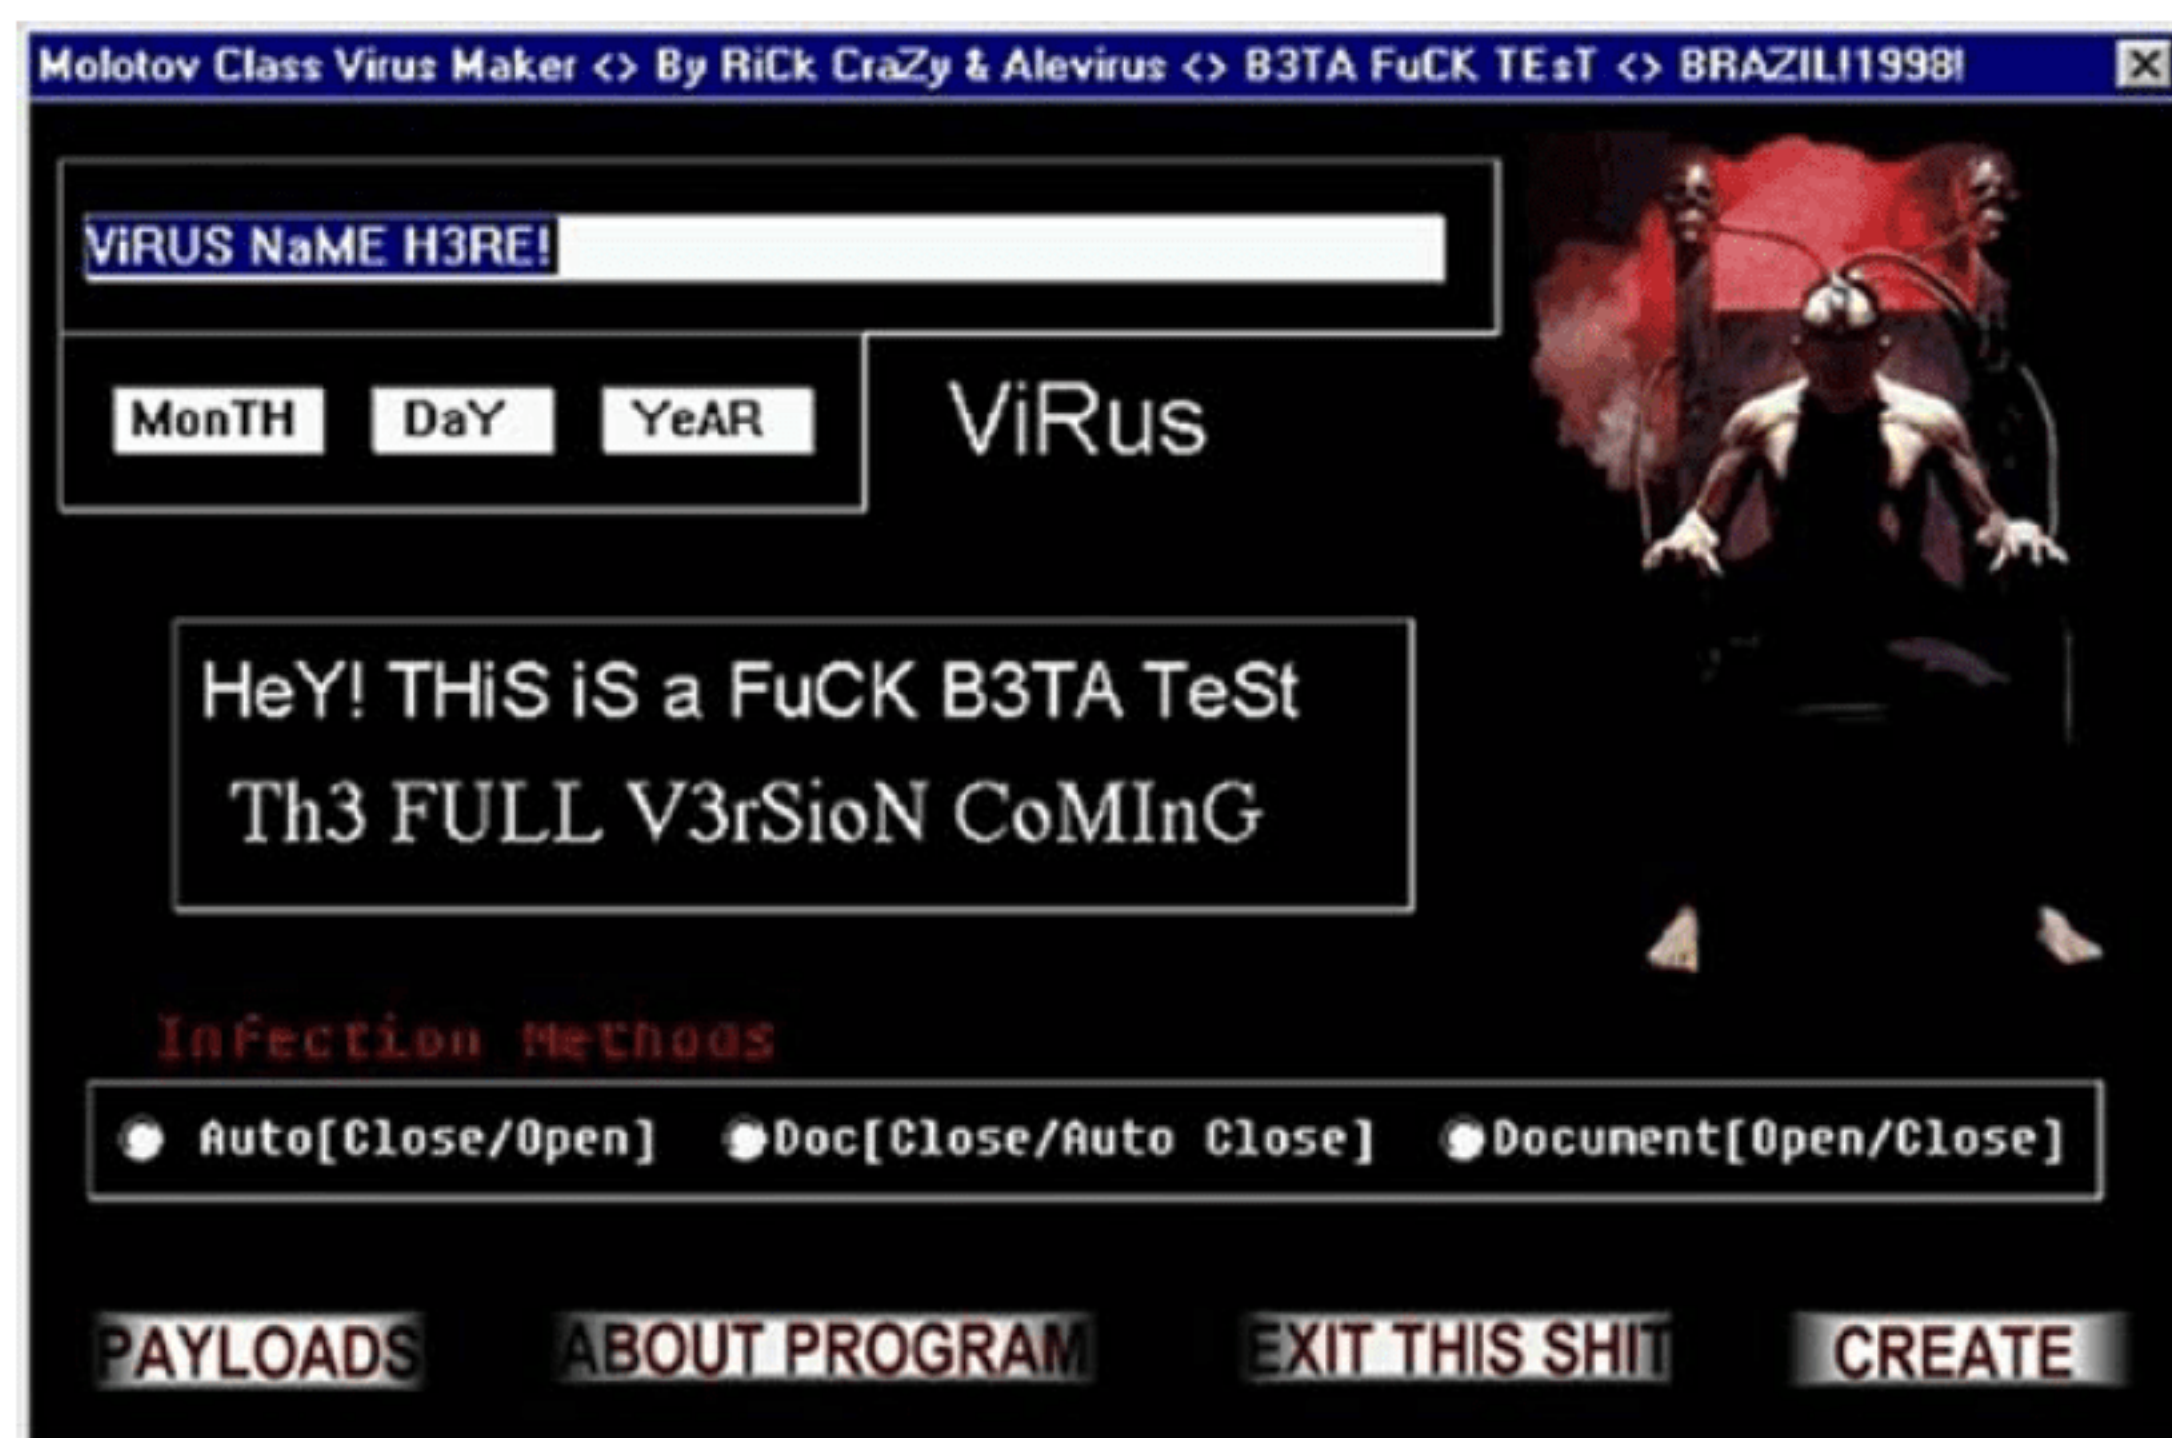 Molotov Class Virus Maker <> By RiCk CraZy & Alevirus <> B3TA FuCK TEsT <> BRAZIL!1998!
ViRUS NaME H3RE!
MonTH DaY YeAR
ViRus
HeY! THiS iS a FuCK B3TA TeSt
Th3 FULL V3rSioN CoMInG
Infection Methods
Auto[Close/Open] Doc[Close/Auto Close] Document[Open/Close]
PAYLOADS ABOUT PROGRAM EXIT THIS SHIT CREATE